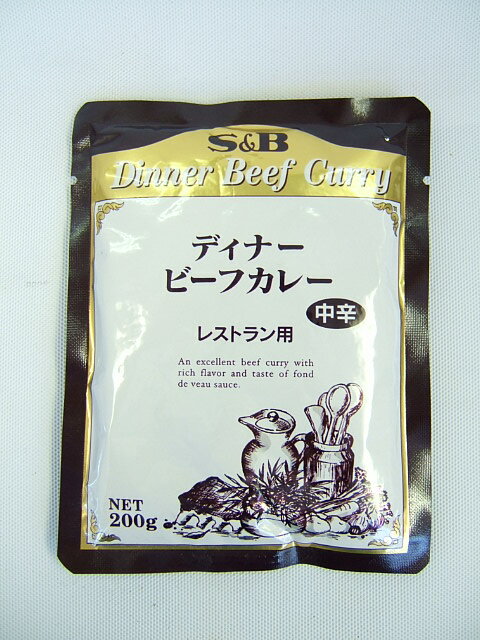 S&B
Dinner Beef Curry
ディナー
ビーフカレー
中辛
レストラン用
An excellent beef curry with
rich flavor and taste of fond
de veau sauce.
NET
200g